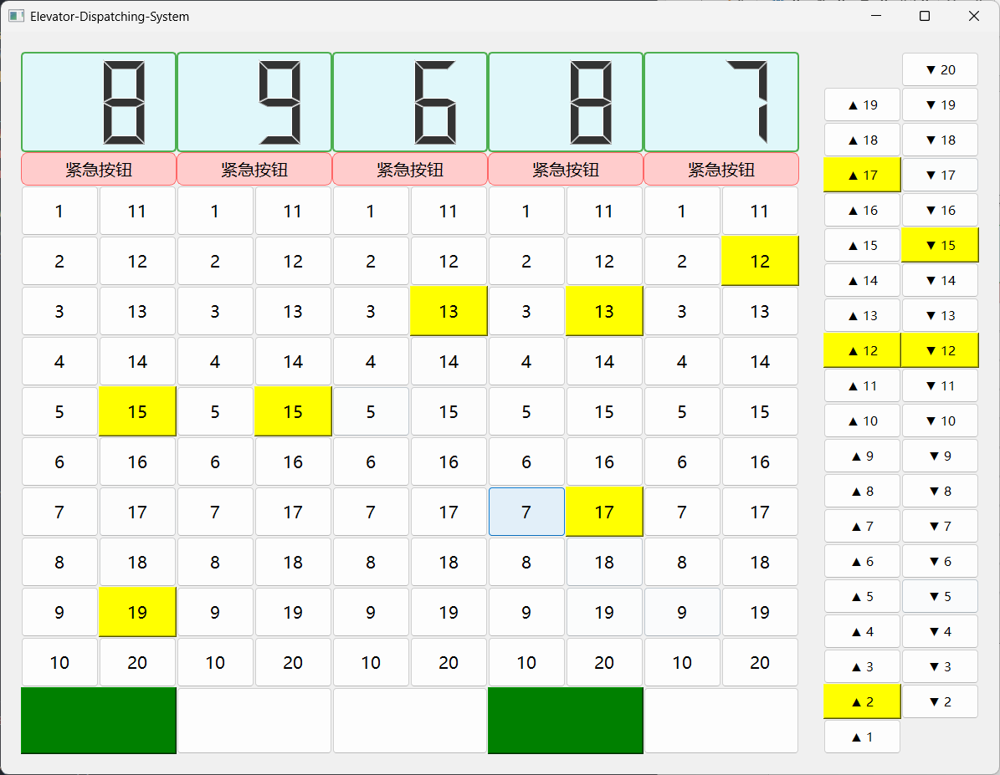 Elevator-Dispatching-System
8 9 6 8 7
紧急按钮 紧急按钮 紧急按钮 紧急按钮 紧急按钮
1 11 1 11 1 11 1 11 1 11
2 12 2 12 2 12 2 12 2 12
3 13 3 13 3 13 3 13 3 13
4 14 4 14 4 14 4 14 4 14
5 15 5 15 5 15 5 15 5 15
6 16 6 16 6 16 6 16 6 16
7 17 7 17 7 17 7 17 7 17
8 18 8 18 8 18 8 18 8 18
9 19 9 19 9 19 9 19 9 19
10 20 10 20 10 20 10 20 10 20
▼ 20
▲ 19 ▼ 19
▲ 18 ▼ 18
▲ 17 ▼ 17
▲ 16 ▼ 16
▲ 15 ▼ 15
▲ 14 ▼ 14
▲ 13 ▼ 13
▲ 12 ▼ 12
▲ 11 ▼ 11
▲ 10 ▼ 10
▲ 9 ▼ 9
▲ 8 ▼ 8
▲ 7 ▼ 7
▲ 6 ▼ 6
▲ 5 ▼ 5
▲ 4 ▼ 4
▲ 3 ▼ 3
▲ 2 ▼ 2
▲ 1